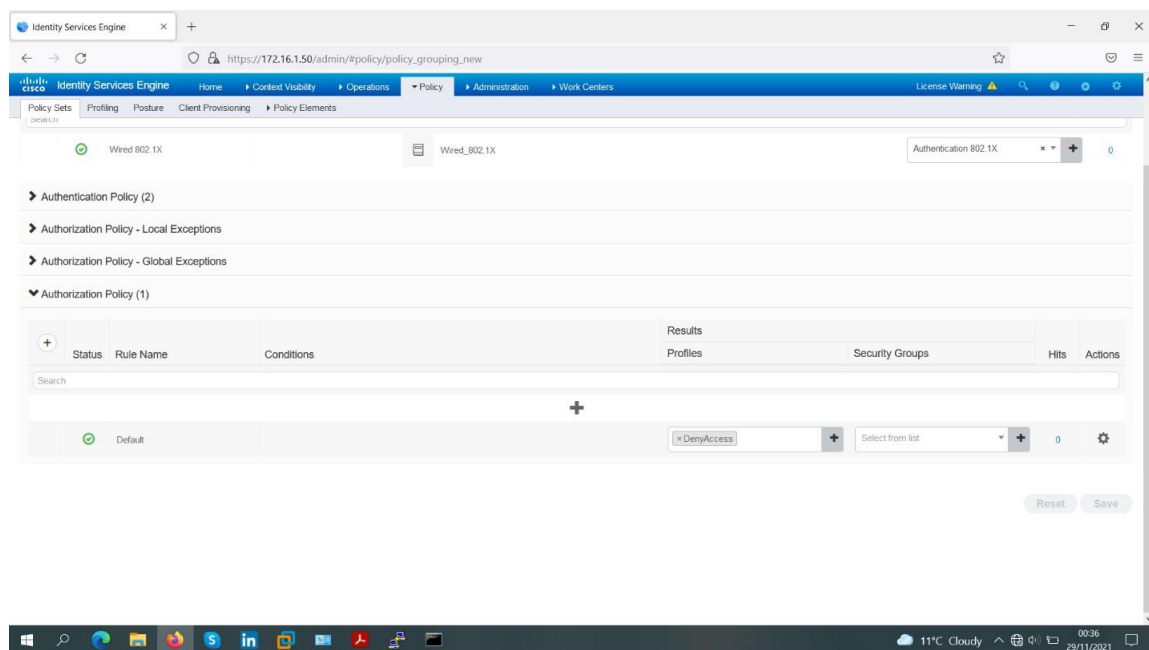 Identity Services Engine
https://172.16.1.50/admin/#policy/policy_grouping_new
cisco Identity Services Engine Home Context Visibility Operations Policy Administration Work Centers License Warning
Policy Sets Profiling Posture Client Provisioning Policy Elements
Search
Wired 802.1X Wired_802.1X Authentication 802.1X 0
Authentication Policy (2)
Authorization Policy - Local Exceptions
Authorization Policy - Global Exceptions
Authorization Policy (1)
Results
Status Rule Name Conditions Profiles Security Groups Hits Actions
Search
Default × DenyAccess Select from list 0
Reset Save
11°C Cloudy 00:36
29/11/2021